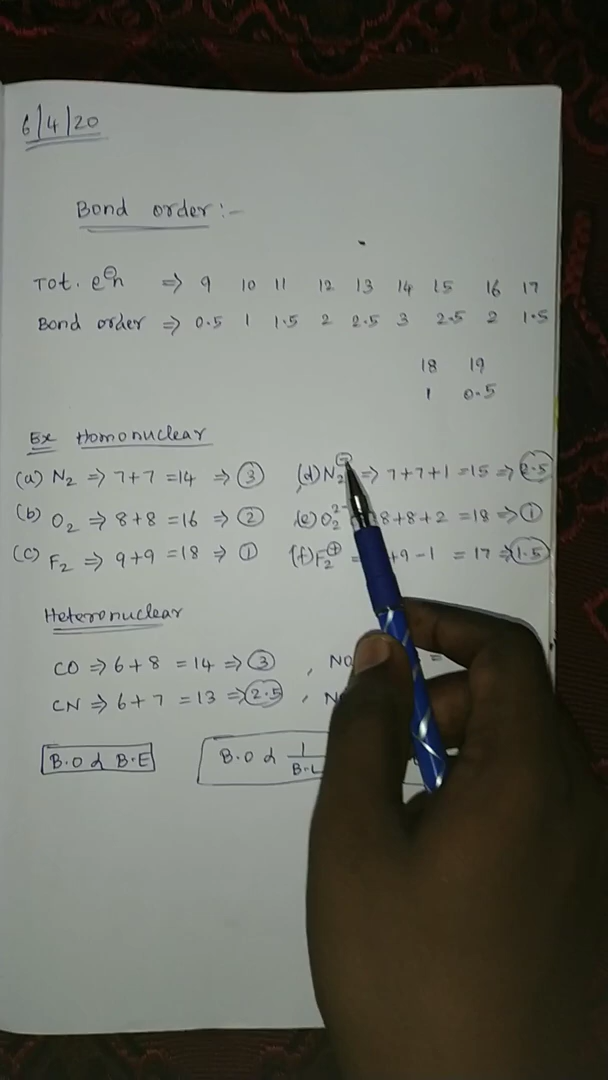 6/4/20
Bond order :-
Tot. e⊖n ⇒ 9 10 11 12 13 14 15 16 17
Bond order ⇒ 0.5 1 1.5 2 2.5 3 2.5 2 1.5
18 19
1 0.5
Ex Homonuclear
(a) N₂ ⇒ 7+7 =14 ⇒ ③ (d) N₂⊖ ⇒ 7+7+1 =15 ⇒ 2.5
(b) O₂ ⇒ 8+8 =16 ⇒ ② (e) O₂²⁻ 8+8+2 =18 ⇒ ①
(c) F₂ ⇒ 9+9 =18 ⇒ ① (f) F₂⊕ = +9-1 = 17 ⇒ 1.5
Heteronuclear
CO ⇒ 6+8 =14 ⇒ ③ , NO =
CN ⇒ 6+7 =13 ⇒ 2.5 ,
B.O α B.E B.O α 1/B.L